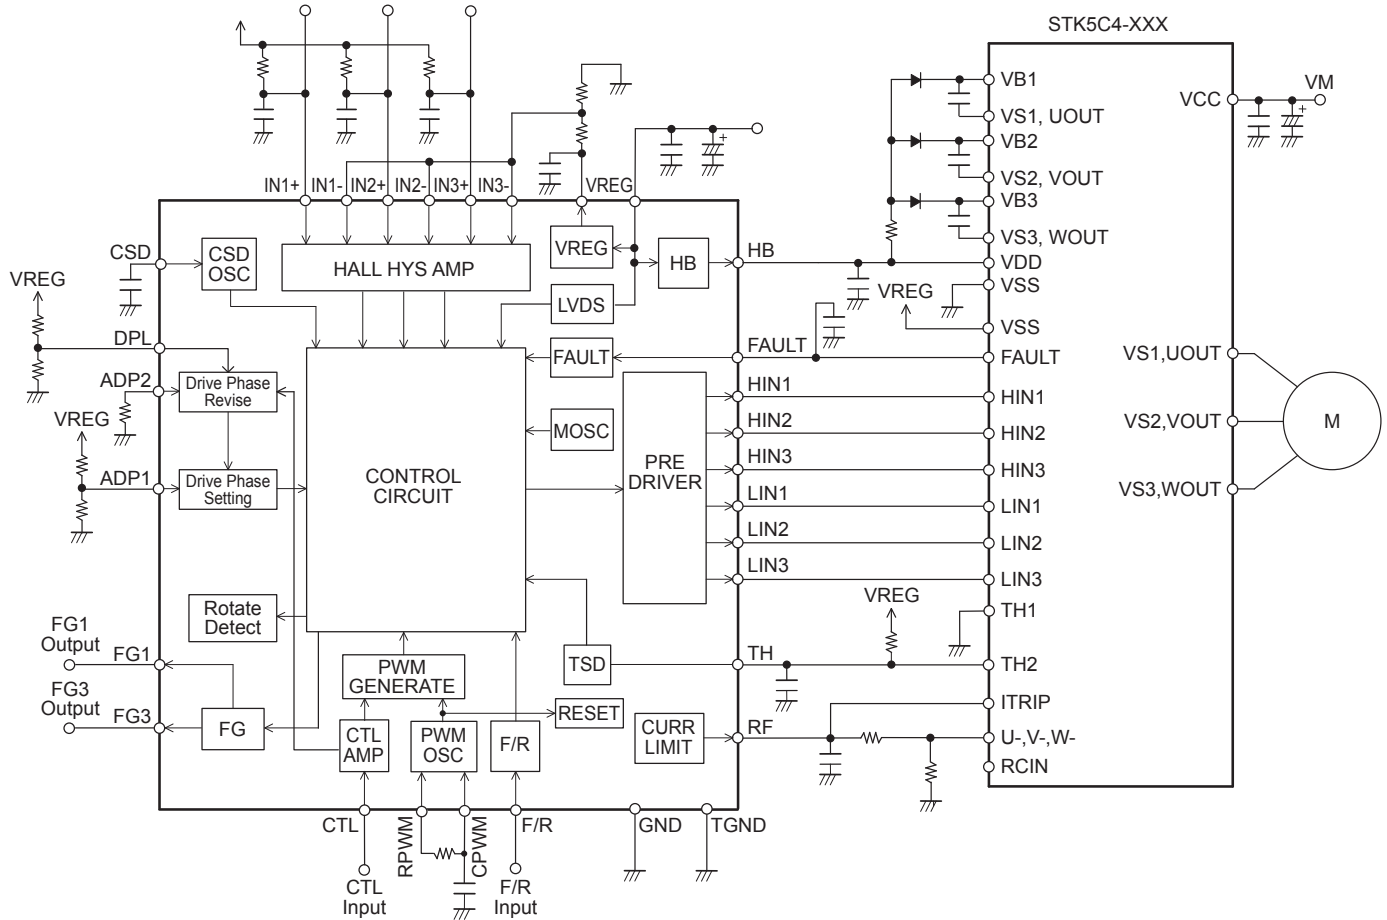 STK5C4-XXX
VB1
VCC
VM
VS1, UOUT
VB2
VS2, VOUT
VB3
VS3, WOUT
VDD
VSS
VREG
VSS
FAULT
HIN1
HIN2
HIN3
LIN1
LIN2
LIN3
TH1
TH2
ITRIP
U-,V-,W-
RCIN
VS1,UOUT
VS2,VOUT
VS3,WOUT
M
+
+
IN1+
IN1-
IN2+
IN2-
IN3+
IN3-
VREG
CSD
CSD
OSC
HALL HYS AMP
VREG
HB
HB
LVDS
VREG
DPL
FAULT
FAULT
ADP2
Drive Phase
Revise
VREG
HIN1
HIN2
HIN3
LIN1
LIN2
LIN3
MOSC
PRE
DRIVER
CONTROL
CIRCUIT
ADP1
Drive Phase
Setting
Rotate
Detect
VREG
FG1
Output
FG1
FG3
Output
FG3
FG
PWM
GENERATE
TSD
TH
RESET
CTL
AMP
PWM
OSC
F/R
CURR
LIMIT
RF
CTL
RPWM
CPWM
F/R
GND
TGND
CTL
Input
F/R
Input